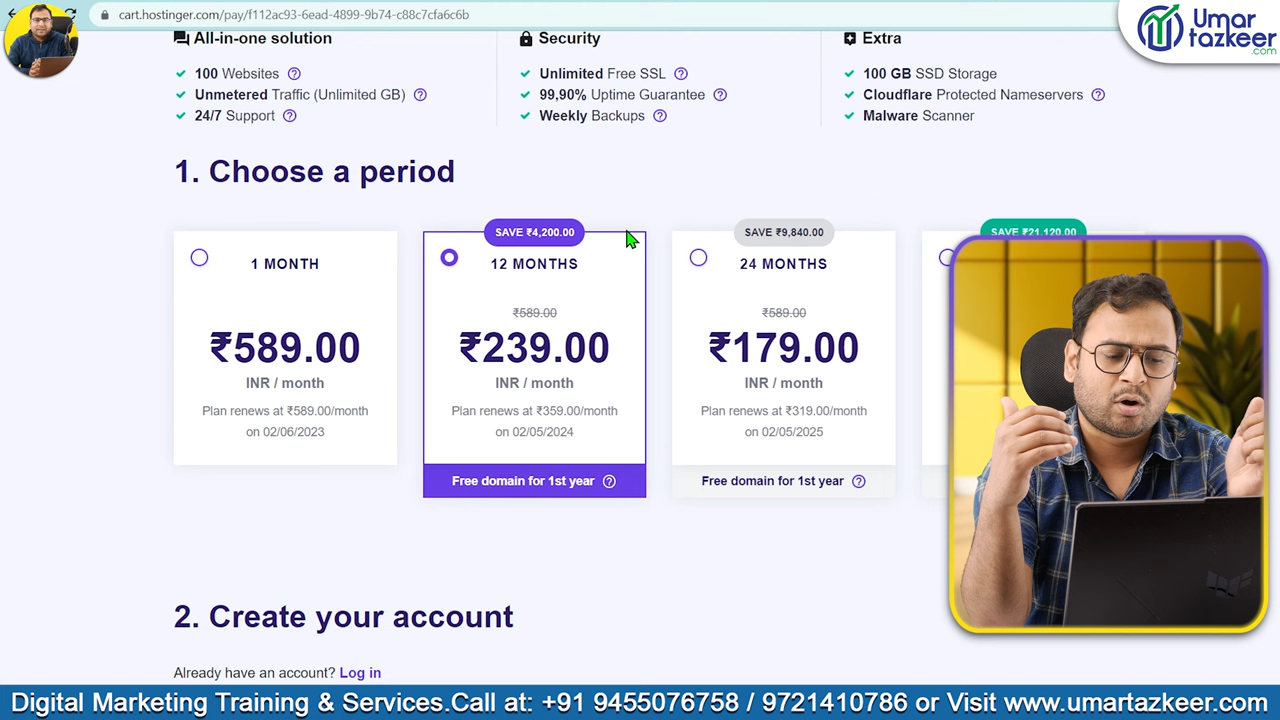 cart.hostinger.com/pay/f112ac93-6ead-4899-9b74-c88c7cfa6c6b
Umar
tazkeer
.com
All-in-one solution
100 Websites
Unmetered Traffic (Unlimited GB)
24/7 Support
Security
Unlimited Free SSL
99,90% Uptime Guarantee
Weekly Backups
Extra
100 GB SSD Storage
Cloudflare Protected Nameservers
Malware Scanner
1. Choose a period
1 MONTH
₹589.00
INR / month
Plan renews at ₹589.00/month
on 02/06/2023
SAVE ₹4,200.00
12 MONTHS
₹589.00
₹239.00
INR / month
Plan renews at ₹359.00/month
on 02/05/2024
Free domain for 1st year
SAVE ₹9,840.00
24 MONTHS
₹589.00
₹179.00
INR / month
Plan renews at ₹319.00/month
on 02/05/2025
Free domain for 1st year
SAVE ₹21,120.00
2. Create your account
Already have an account? Log in
Digital Marketing Training & Services.Call at: +91 9455076758 / 9721410786 or Visit www.umartazkeer.com